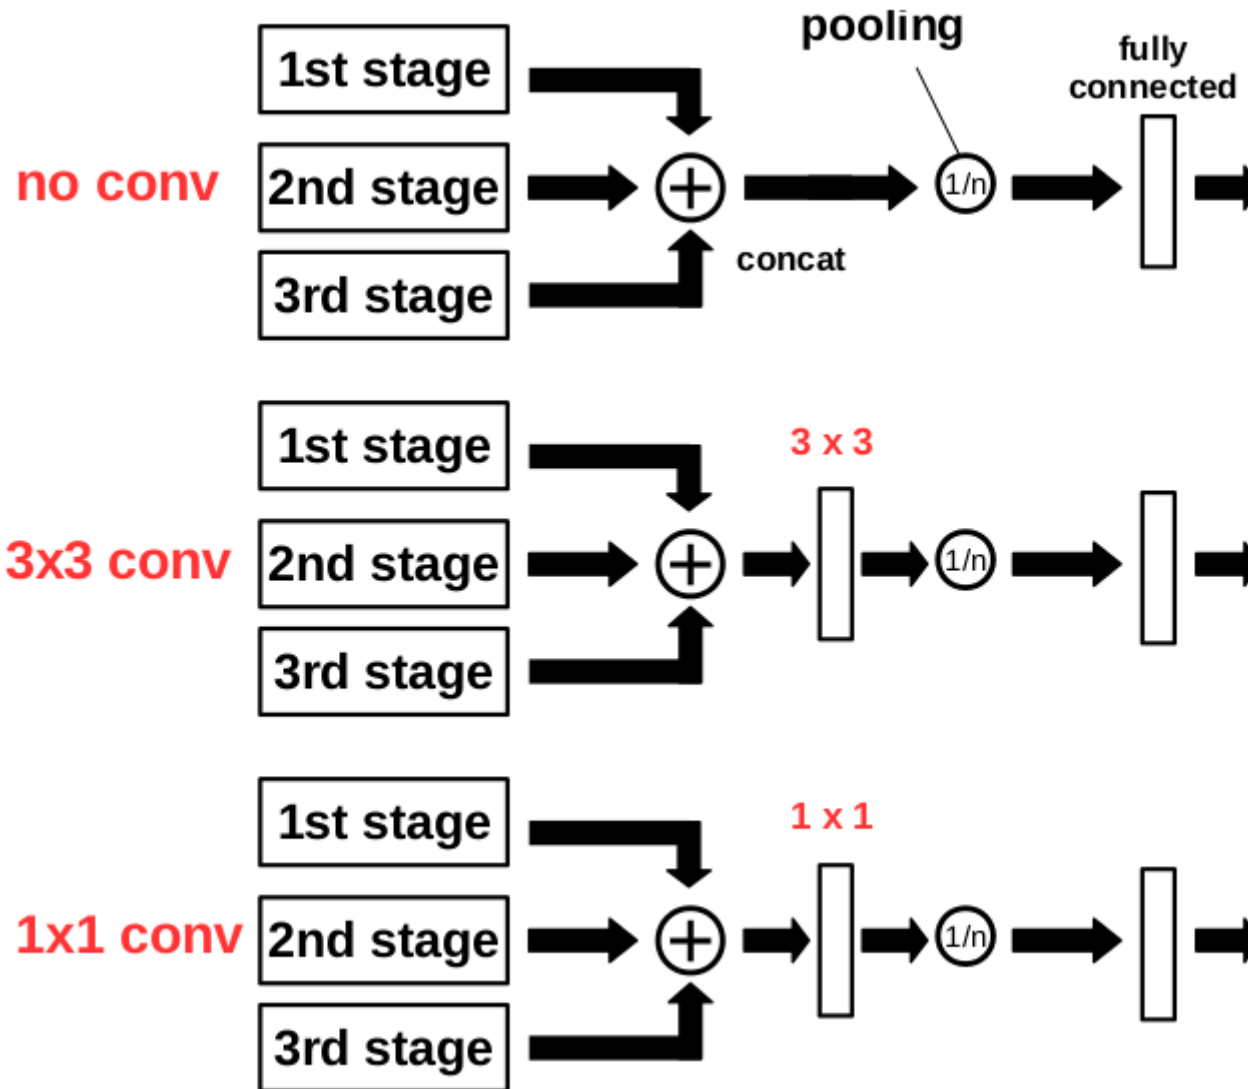 pooling
fully
connected
1st stage
no conv
2nd stage
1/n
concat
3rd stage
1st stage
3 x 3
3x3 conv
2nd stage
1/n
3rd stage
1st stage
1 x 1
1x1 conv
2nd stage
1/n
3rd stage